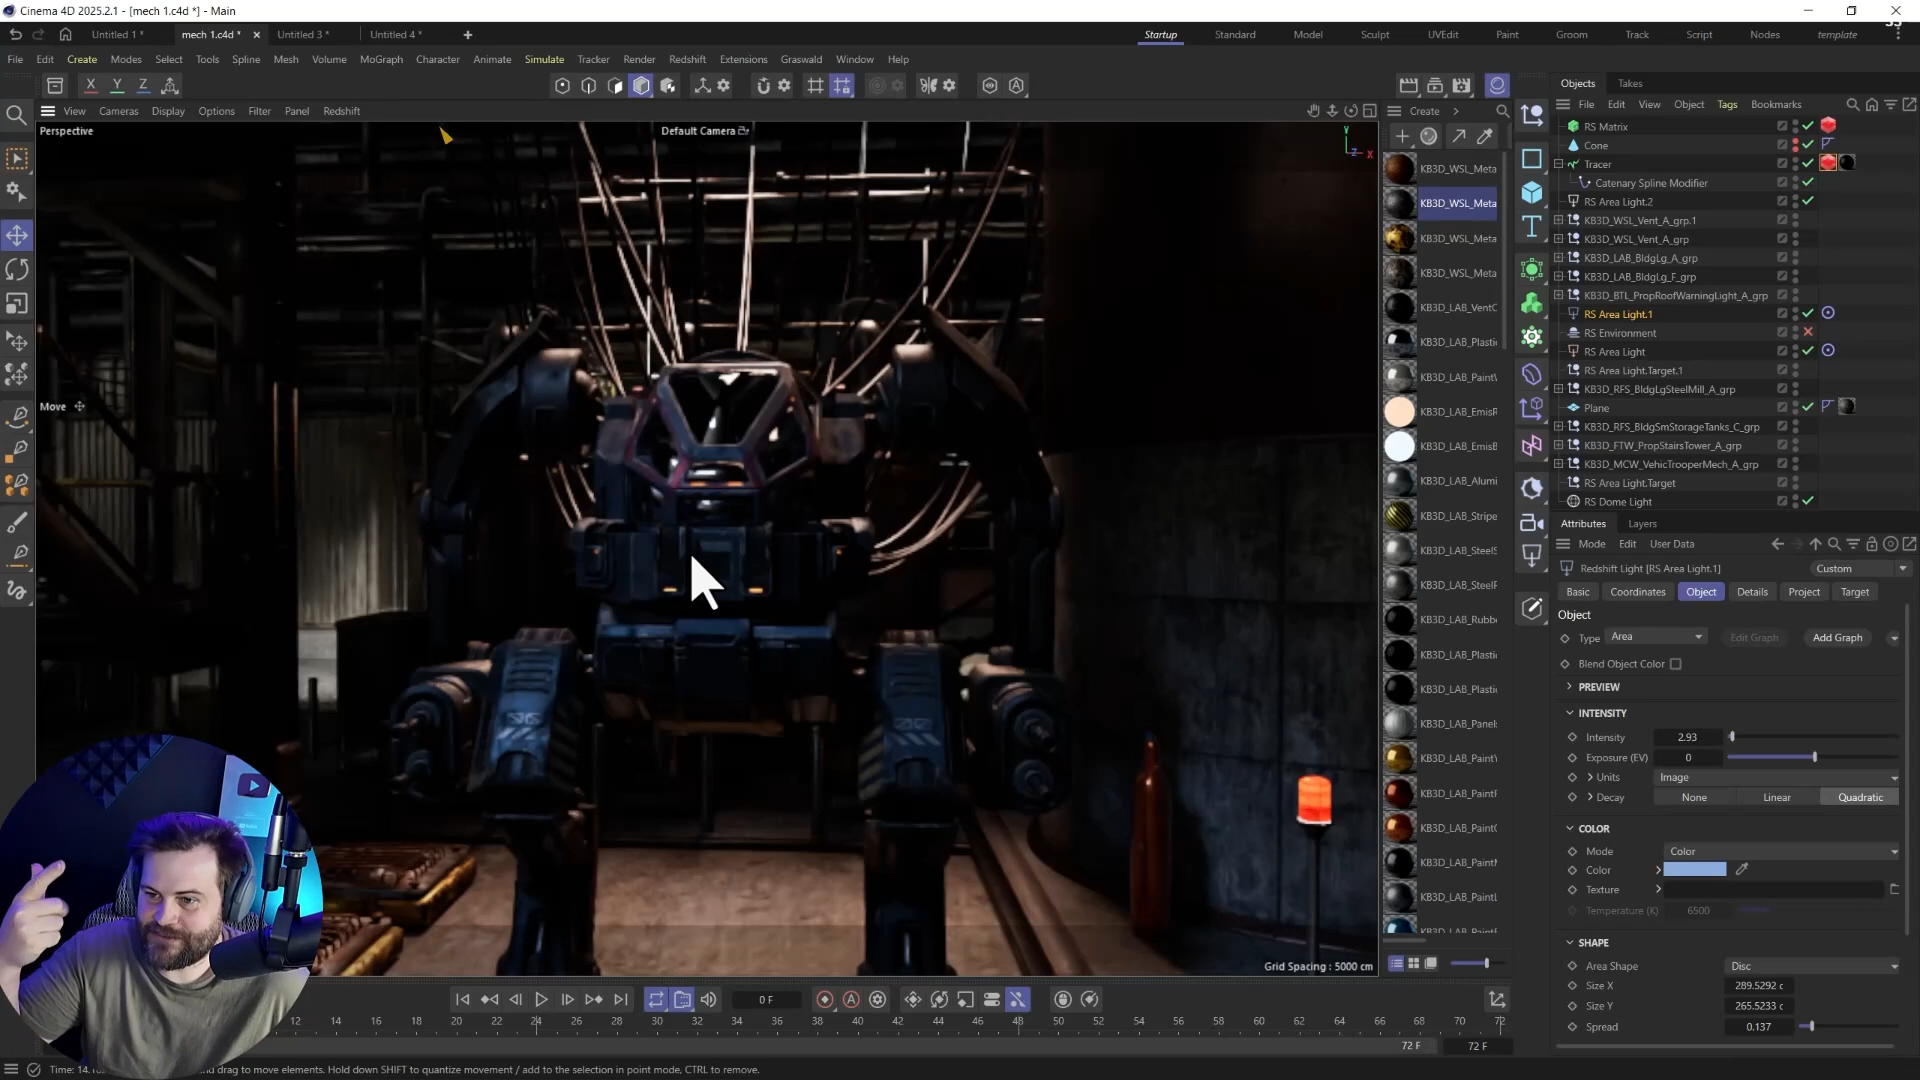 Cinema 4D 2025.2.1 - [mech 1.c4d *] - Main
Untitled 1 *
mech 1.c4d *
Untitled 3 *
Untitled 4 *
Startup
Standard
Model
Sculpt
UVEdit
Paint
Groom
Track
Script
Nodes
template
File Edit Create Modes Select Tools Spline Mesh Volume MoGraph Character Animate Simulate Tracker Render Redshift Extensions Graswald Window Help
X Y Z
Objects Takes
View Cameras Display Options Filter Panel Redshift
Create
File Edit View Object Tags Bookmarks
Perspective
Default Camera
Y
Z X
Move
Grid Spacing : 5000 cm
KB3D_WSL_Meta
KB3D_WSL_Meta
KB3D_WSL_Meta
KB3D_WSL_Meta
KB3D_LAB_VentC
KB3D_LAB_Plastic
KB3D_LAB_PaintV
KB3D_LAB_EmisR
KB3D_LAB_EmisB
KB3D_LAB_Alumi
KB3D_LAB_Stripe
KB3D_LAB_SteelS
KB3D_LAB_SteelF
KB3D_LAB_Rubbe
KB3D_LAB_Plastic
KB3D_LAB_Plastic
KB3D_LAB_Panel
KB3D_LAB_PaintY
KB3D_LAB_PaintF
KB3D_LAB_PaintC
KB3D_LAB_PaintM
KB3D_LAB_PaintL
RS Matrix
Cone
Tracer
Catenary Spline Modifier
RS Area Light.2
KB3D_WSL_Vent_A_grp.1
KB3D_WSL_Vent_A_grp
KB3D_LAB_BldgLg_A_grp
KB3D_LAB_BldgLg_F_grp
KB3D_BTL_PropRoofWarningLight_A_grp
RS Area Light.1
RS Environment
RS Area Light
RS Area Light.Target.1
KB3D_RFS_BldgLgSteelMill_A_grp
Plane
KB3D_RFS_BldgSmStorageTanks_C_grp
KB3D_FTW_PropStairsTower_A_grp
KB3D_MCW_VehicTrooperMech_A_grp
RS Area Light.Target
RS Dome Light
Attributes Layers
Mode Edit User Data
Redshift Light [RS Area Light.1]
Custom
Basic Coordinates Object Details Project Target
Object
Type Area
Edit Graph Add Graph
Blend Object Color
PREVIEW
INTENSITY
Intensity 2.93
Exposure (EV) 0
Units Image
Decay None Linear Quadratic
COLOR
Mode Color
Color
Texture
Temperature (K) 6500
SHAPE
Area Shape Disc
Size X 289.5292 c
Size Y 265.5233 c
Spread 0.137
0 F
12 14 16 18 20 22 24 26 28 30 32 34 36 38 40 42 44 46 48 50 52 54 56 58 60 62 64 66 68 70 72
72 F 72 F
drag to move elements. Hold down SHIFT to quantize movement / add to the selection in point mode, CTRL to remove.